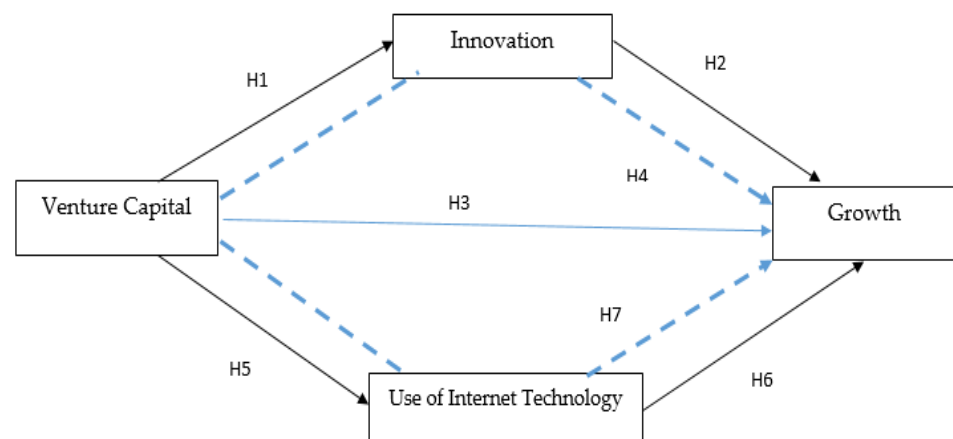 Innovation
H1
H2
H4
Venture Capital
H3
Growth
H7
H5
H6
Use of Internet Technology